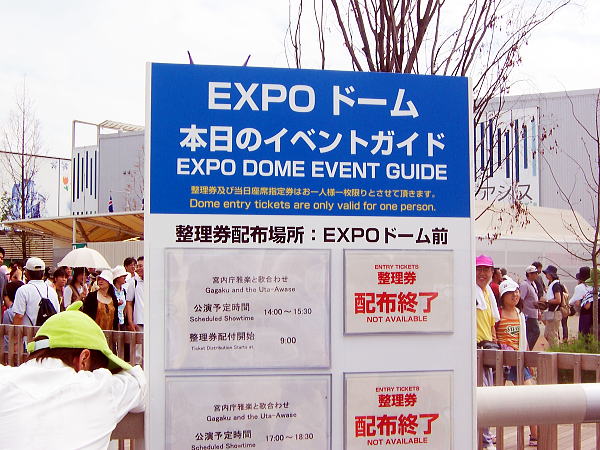 EXPO ドーム
本日のイベントガイド
EXPO DOME EVENT GUIDE
整理券及び当日座席指定券はお一人様一枚限りとさせて頂きます。
Dome entry tickets are only valid for one person.
整理券配布場所：EXPOドーム前
宮内庁雅楽と歌合わせ
Gagaku and the Uta-Awase
公演予定時間 14:00～15:30
Scheduled Showtime
整理券配付開始 9:00
Ticket Distribution Starts at.
ENTRY TICKETS
整理券
配布終了
NOT AVAILABLE
宮内庁雅楽と歌合わせ
Gagaku and the Uta-Awase
公演予定時間 17:00～18:30
Scheduled Showtime
ENTRY TICKETS
整理券
配布終了
NOT AVAILABLE
アシス